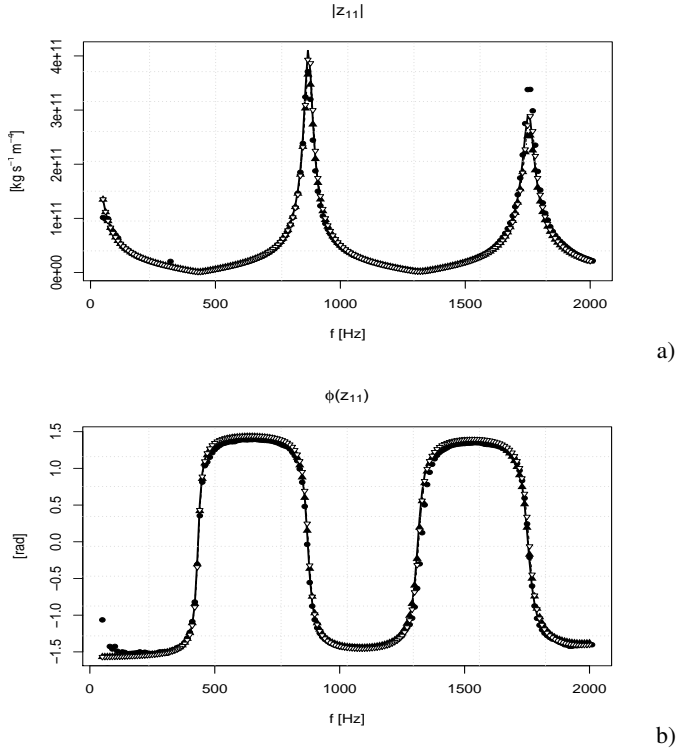 |z₁₁|
[kg s⁻¹ m⁻⁴]
4e+11
3e+11
2e+11
1e+11
0e+00
0 500 1000 1500 2000
f [Hz]
a)
ϕ(z₁₁)
[rad]
1.5
1.0
0.5
0.0
−0.5
−1.0
−1.5
0 500 1000 1500 2000
f [Hz]
b)